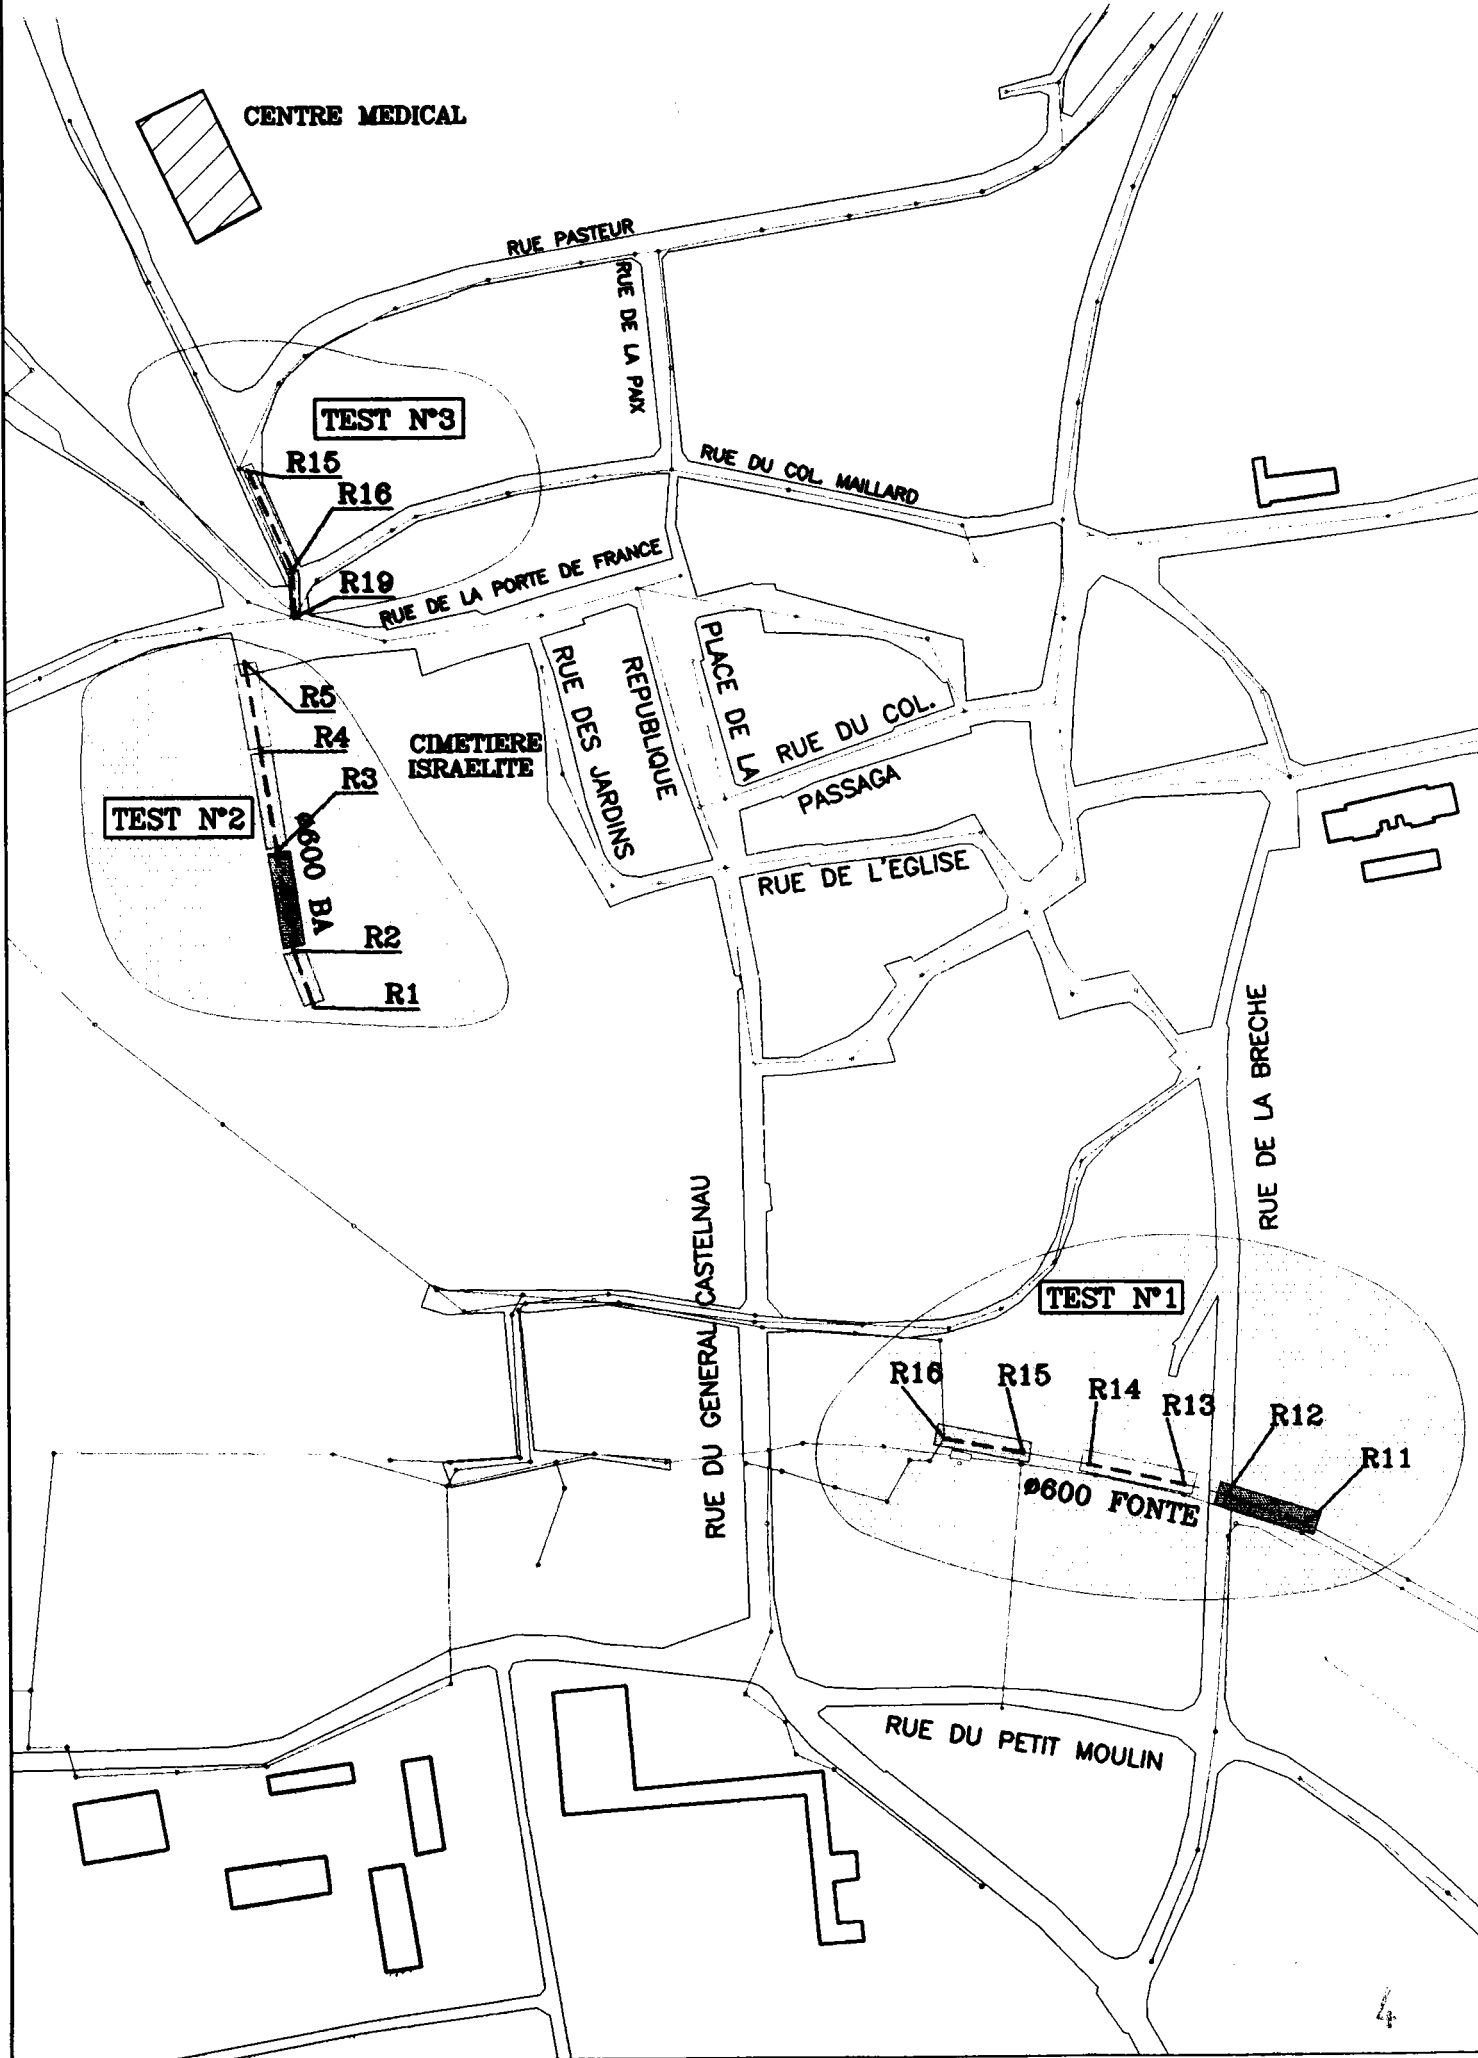 CENTRE MEDICAL
RUE PASTEUR
RUE DE LA PAIX
TEST N°3
R15
R16
RUE DU COL. MAILLARD
R19
RUE DE LA PORTE DE FRANCE
R5
R4
R3
CIMETIERE
ISRAELITE
TEST N°2
ø600 BA
R2
R1
RUE DES JARDINS
REPUBLIQUE
PLACE DE LA
RUE DU COL.
PASSAGA
RUE DE L'EGLISE
RUE DE LA BRECHE
RUE DU GENERAL CASTELNAU
TEST N°1
R16
R15
R14
R13
R12
R11
ø600 FONTE
RUE DU PETIT MOULIN
4